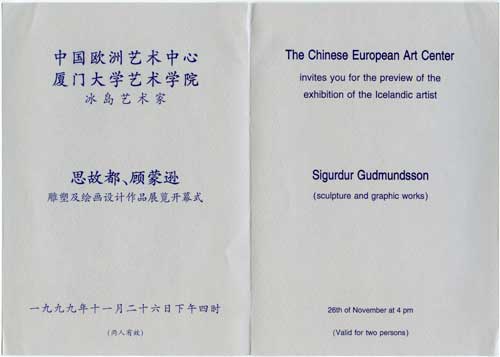 中国欧洲艺术中心
厦门大学艺术学院
冰岛艺术家
思故都、顾蒙逊
雕塑及绘画设计作品展览开幕式
一九九九年十一月二十六日下午四时
(两人有效)
The Chinese European Art Center
invites you for the preview of the
exhibition of the Icelandic artist
Sigurdur Gudmundsson
(sculpture and graphic works)
26th of November at 4 pm
(Valid for two persons)